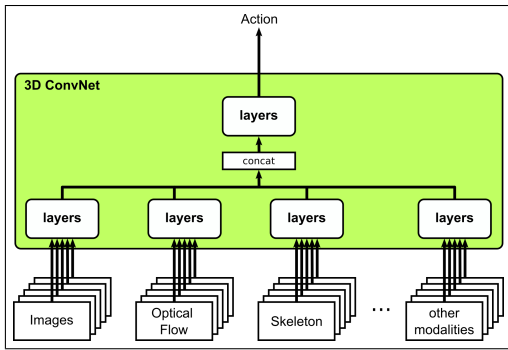 Action
3D ConvNet
layers
concat
layers layers layers layers
Images Optical Flow Skeleton ... other modalities